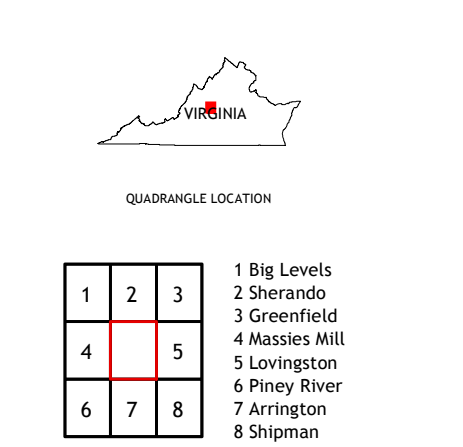 VIRGINIA
QUADRANGLE LOCATION
1 2 3
4 5
6 7 8
1 Big Levels
2 Sherando
3 Greenfield
4 Massies Mill
5 Lovingston
6 Piney River
7 Arrington
8 Shipman